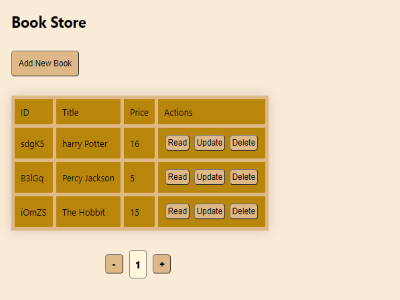 Book Store
Add New Book
ID Title Price Actions
sdgK5 harry Potter 16 Read Update Delete
B3lGq Percy Jackson 5 Read Update Delete
iOmZS The Hobbit 15 Read Update Delete
- 1 +